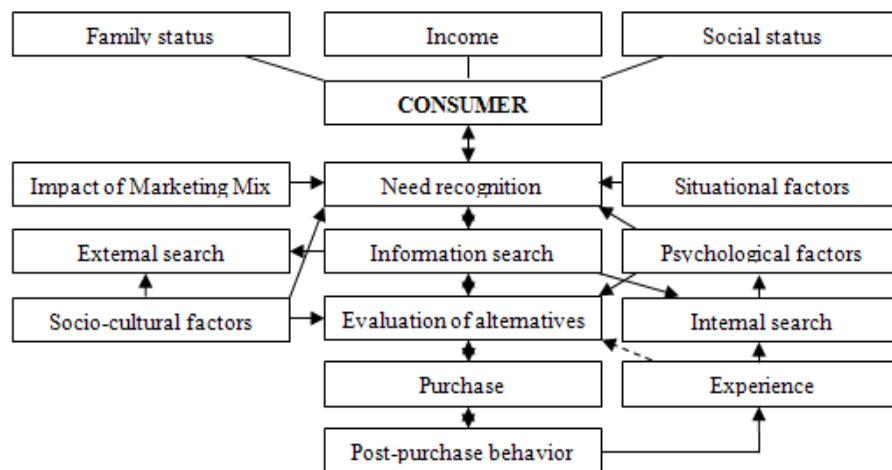 Family status
Income
Social status
CONSUMER
Impact of Marketing Mix
Need recognition
Situational factors
External search
Information search
Psychological factors
Socio-cultural factors
Evaluation of alternatives
Internal search
Purchase
Experience
Post-purchase behavior